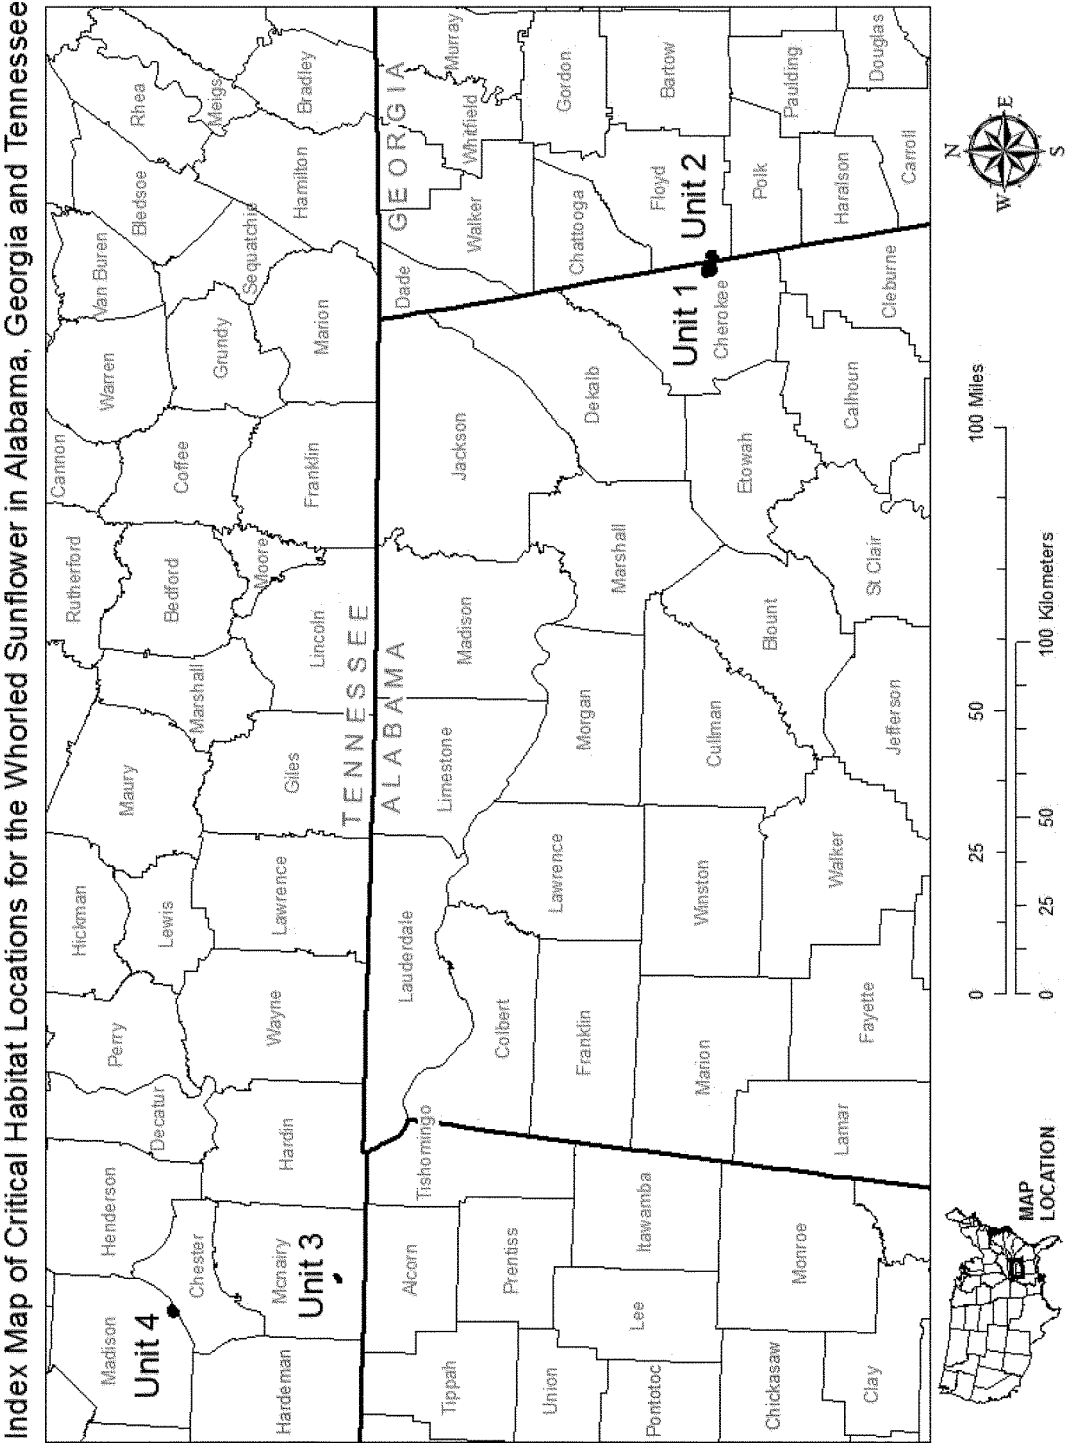 Index Map of Critical Habitat Locations for the Whorled Sunflower in Alabama, Georgia and Tennessee
Madison
Henderson
Decatur
Perry
Hickman
Maury
Marshall
Rutherford
Bedford
Cannon
Coffee
Warren
Van Buren
Bledsoe
Rhea
Meigs
Unit 4
Chester
Lewis
Grundy
Sequatchie
Hardeman
Mcnairy
Unit 3
Hardin
Wayne
Lawrence
Giles
Lincoln
Moore
Franklin
Marion
Hamilton
Bradley
TENNESSEE
ALABAMA
GEORGIA
Tippah
Alcorn
Tishomingo
Lauderdale
Limestone
Madison
Jackson
Dade
Walker
Whitfield
Murray
Union
Prentiss
Colbert
Lawrence
Morgan
Marshall
Dekalb
Chattooga
Gordon
Pontotoc
Lee
Itawamba
Franklin
Winston
Cullman
Etowah
Cherokee
Unit 1
Unit 2
Floyd
Bartow
Chickasaw
Monroe
Marion
Walker
Blount
Calhoun
Polk
Paulding
Clay
Lamar
Fayette
Jefferson
St Clair
Cleburne
Haralson
Carroll
Douglas
MAP
LOCATION
0 25 50 100 Miles
0 25 50 100 Kilometers
N
W
E
S